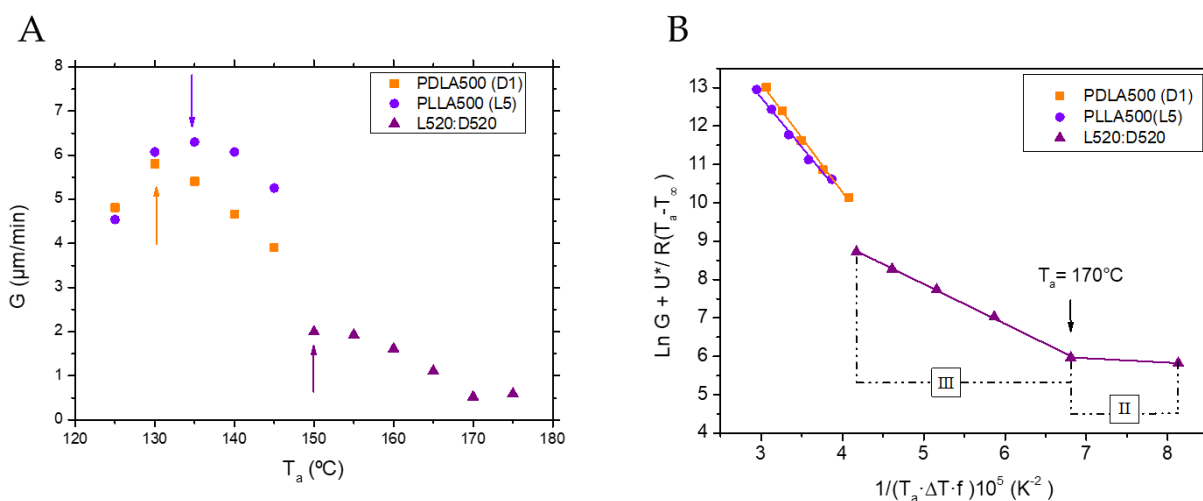 A
8
7
6
5
4
3
2
1
0
G (μm/min)
PDLA500 (D1)
PLLA500 (L5)
L520:D520
120 130 140 150 160 170 180
Tₐ (ºC)
B
13
12
11
10
9
8
7
6
5
4
Ln G + U*/ R(Tₐ-T∞)
PDLA500 (D1)
PLLA500(L5)
L520:D520
Tₐ= 170°C
III
II
3 4 5 6 7 8
1/(Tₐ·ΔT·f )10⁵ (K⁻²)